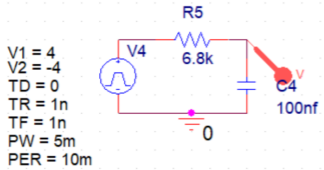 R5
V4
6.8k
V
C4
100nf
0
V1 = 4
V2 = -4
TD = 0
TR = 1n
TF = 1n
PW = 5m
PER = 10m